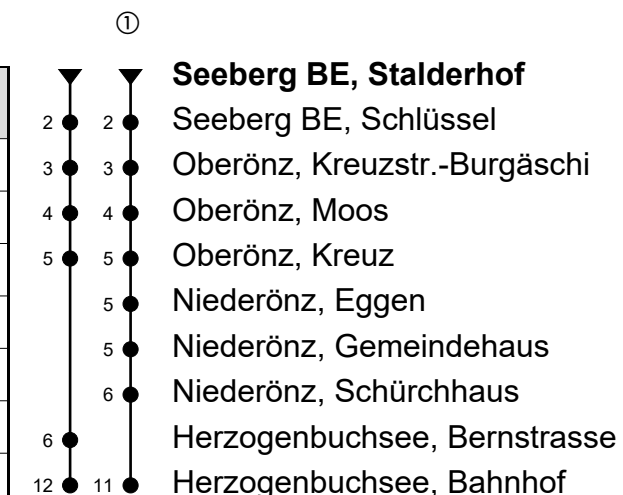 ①
Seeberg BE, Stalderhof
2 2 Seeberg BE, Schlüssel
3 3 Oberönz, Kreuzstr.-Burgäschi
4 4 Oberönz, Moos
5 5 Oberönz, Kreuz
5 Niederönz, Eggen
5 Niederönz, Gemeindehaus
6 Niederönz, Schürchhaus
6 Herzogenbuchsee, Bernstrasse
12 11 Herzogenbuchsee, Bahnhof